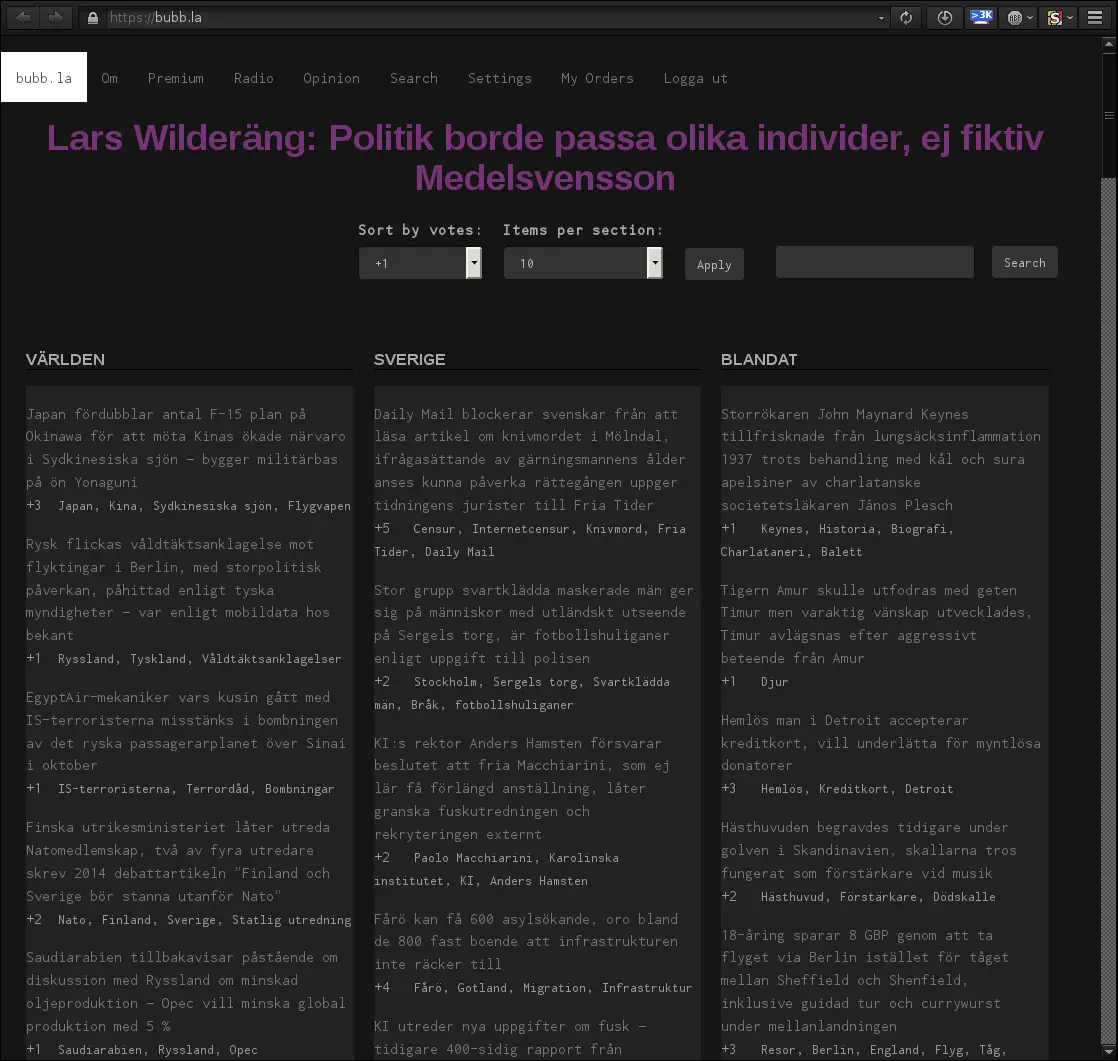 https://bubb.la
>3K
ABP
S
bubb.la Om Premium Radio Opinion Search Settings My Orders Logga ut
Lars Wilderäng: Politik borde passa olika individer, ej fiktiv
Medelsvensson
Sort by votes: Items per section:
+1 10 Apply Search
VÄRLDEN
Japan fördubblar antal F-15 plan på
Okinawa för att möta Kinas ökade närvaro
i Sydkinesiska sjön – bygger militärbas
på ön Yonaguni
+3 Japan, Kina, Sydkinesiska sjön, Flygvapen
Rysk flickas våldtäktsanklagelse mot
flyktingar i Berlin, med storpolitisk
påverkan, påhittad enligt tyska
myndigheter – var enligt mobildata hos
bekant
+1 Ryssland, Tyskland, Våldtäktsanklagelser
EgyptAir-mekaniker vars kusin gått med
IS-terroristerna misstänks i bombningen
av det ryska passagerarplanet över Sinai
i oktober
+1 IS-terroristerna, Terrordåd, Bombningar
Finska utrikesministeriet låter utreda
Natomedlemskap, två av fyra utredare
skrev 2014 debattartikeln "Finland och
Sverige bör stanna utanför Nato"
+2 Nato, Finland, Sverige, Statlig utredning
Saudiarabien tillbakavisar påstående om
diskussion med Ryssland om minskad
oljeproduktion – Opec vill minska global
produktion med 5 %
+1 Saudiarabien, Ryssland, Opec
SVERIGE
Daily Mail blockerar svenskar från att
läsa artikel om knivmordet i Mölndal,
ifrågasättande av gärningsmannens ålder
anses kunna påverka rättegången uppger
tidningens jurister till Fria Tider
+5 Censur, Internetcensur, Knivmord, Fria
Tider, Daily Mail
Stor grupp svartklädda maskerade män ger
sig på människor med utländskt utseende
på Sergels torg, är fotbollshuliganer
enligt uppgift till polisen
+2 Stockholm, Sergels torg, Svartklädda
män, Bråk, fotbollshuliganer
KI:s rektor Anders Hamsten försvarar
beslutet att fria Macchiarini, som ej
lär få förlängd anställning, låter
granska fuskutredningen och
rekryteringen externt
+2 Paolo Macchiarini, Karolinska
institutet, KI, Anders Hamsten
Fårö kan få 600 asylsökande, oro bland
de 800 fast boende att infrastrukturen
inte räcker till
+4 Fårö, Gotland, Migration, Infrastruktur
KI utreder nya uppgifter om fusk –
tidigare 400-sidig rapport från
BLANDAT
Storrökaren John Maynard Keynes
tillfrisknade från lungsäcksinflammation
1937 trots behandling med kål och sura
apelsiner av charlatanske
societetsläkaren János Plesch
+1 Keynes, Historia, Biografi,
Charlataneri, Balett
Tigern Amur skulle utfodras med geten
Timur men varaktig vänskap utvecklades,
Timur avlägsnas efter aggressivt
beteende från Amur
+1 Djur
Hemlös man i Detroit accepterar
kreditkort, vill underlätta för myntlösa
donatorer
+3 Hemlös, Kreditkort, Detroit
Hästhuvuden begravdes tidigare under
golven i Skandinavien, skallarna tros
fungerat som förstärkare vid musik
+2 Hästhuvud, Förstärkare, Dödskalle
18-åring sparar 8 GBP genom att ta
flyget via Berlin istället för tåget
mellan Sheffield och Shenfield,
inklusive guidad tur och currywurst
under mellanlandningen
+3 Resor, Berlin, England, Flyg, Tåg,